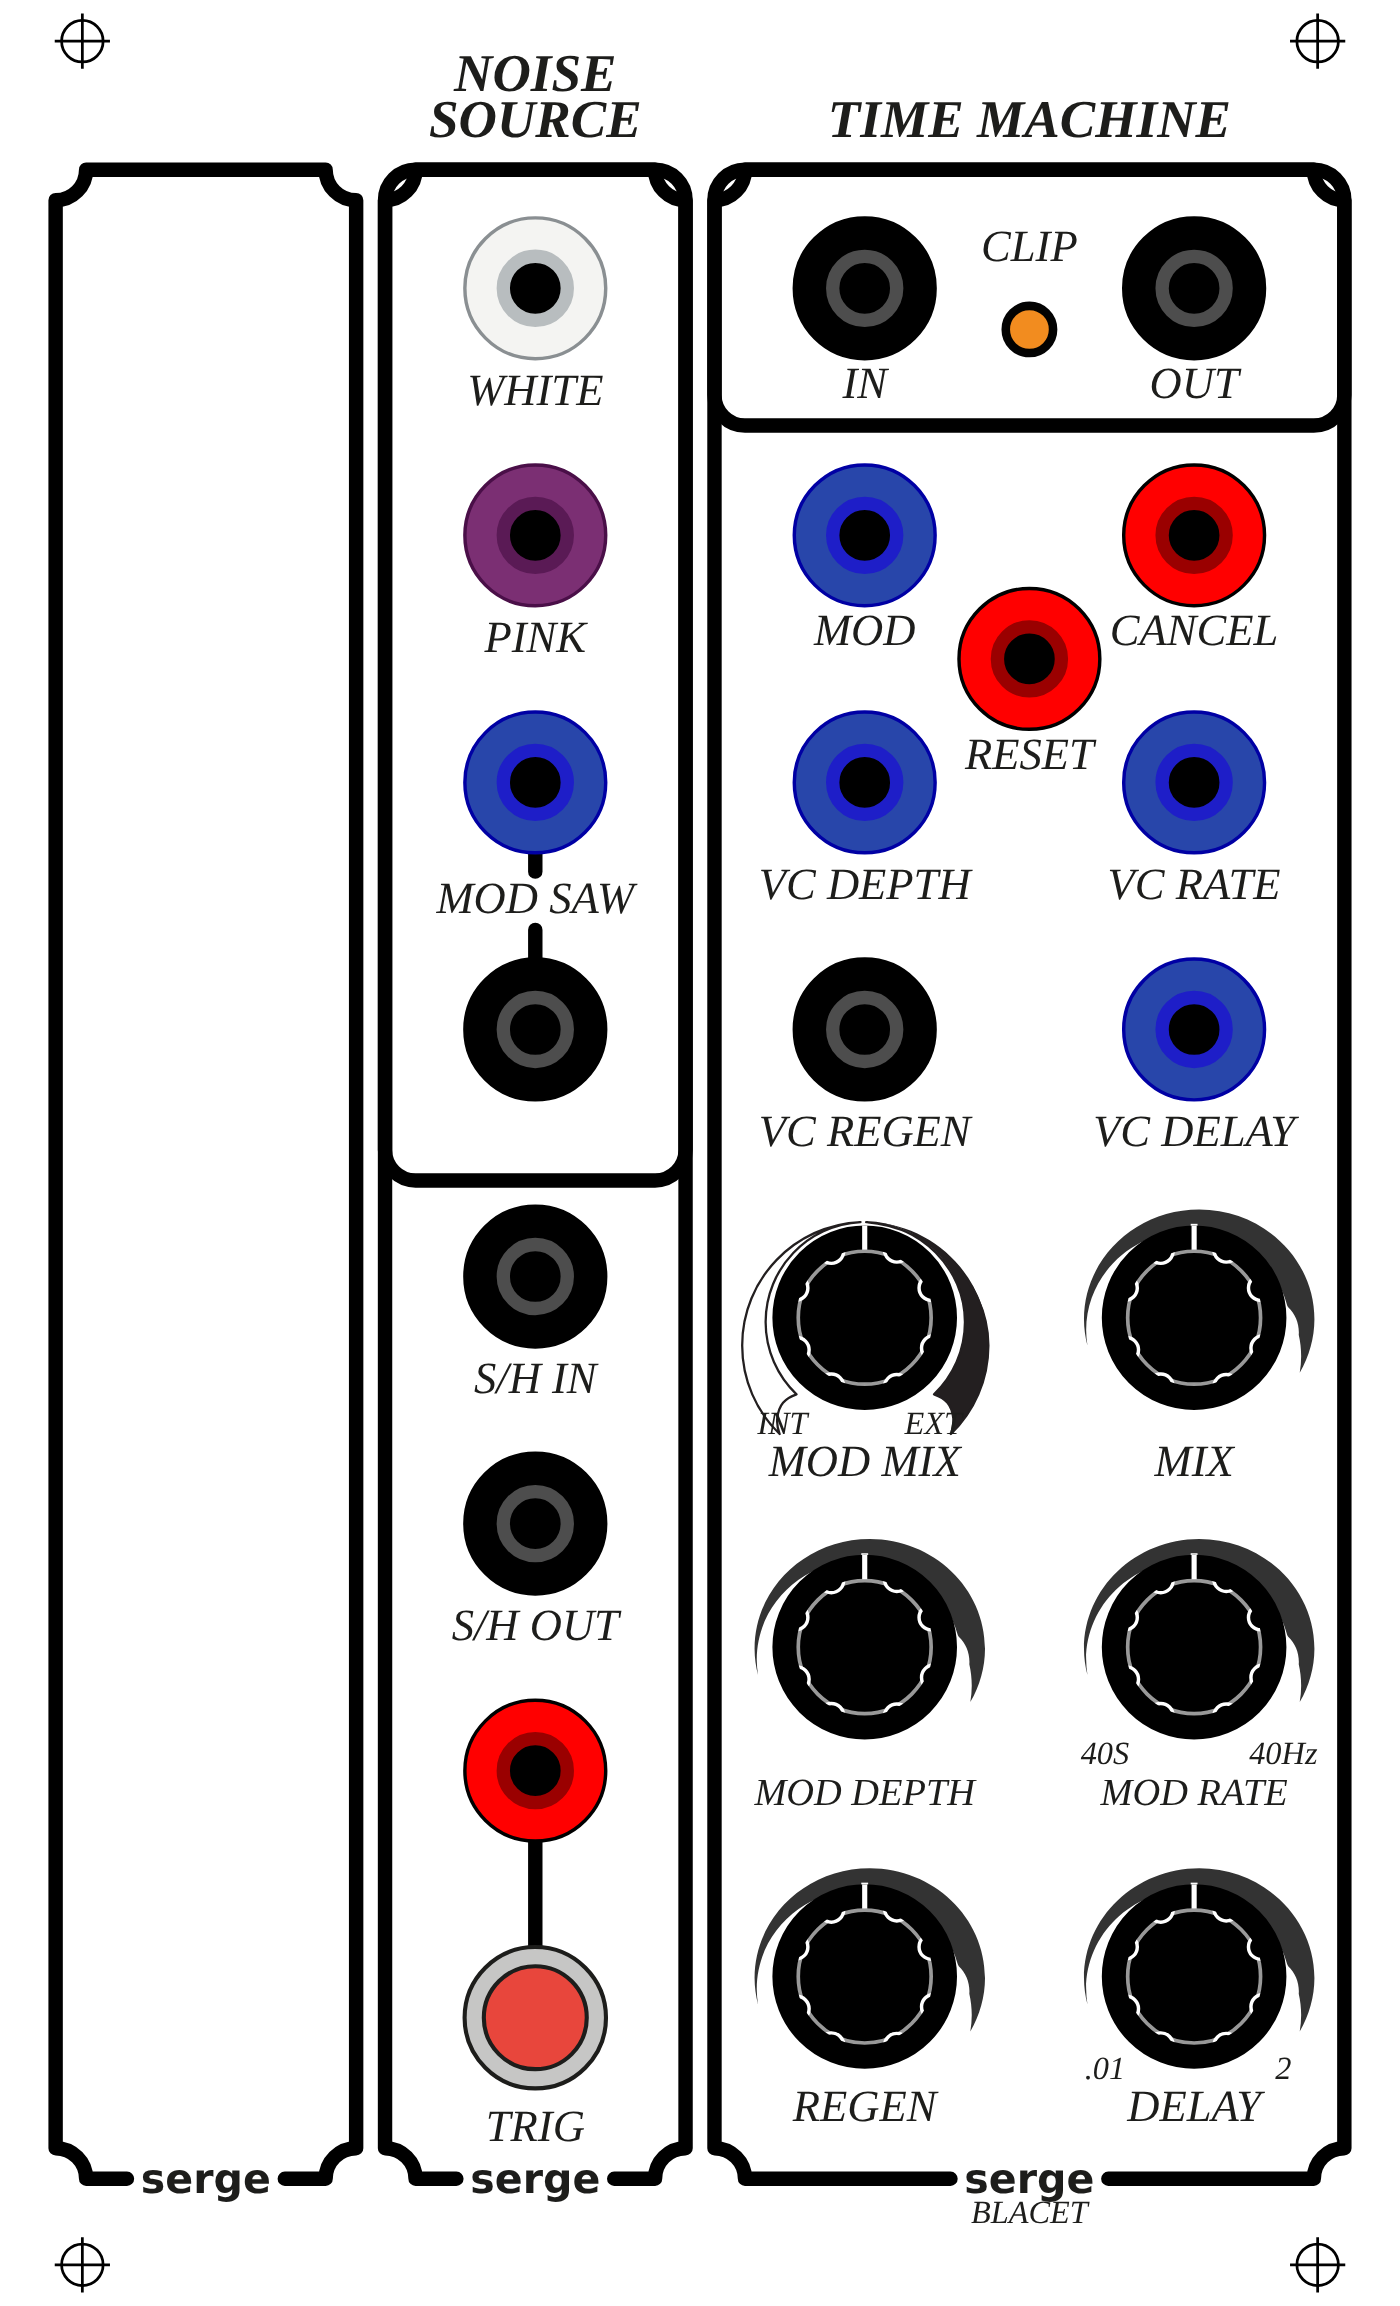 NOISE
SOURCE
TIME MACHINE
WHITE
PINK
MOD SAW
S/H IN
S/H OUT
TRIG
CLIP
IN
OUT
MOD
CANCEL
RESET
VC DEPTH
VC RATE
VC REGEN
VC DELAY
INT
EXT
MOD MIX
MIX
40S
40Hz
MOD DEPTH
MOD RATE
.01
2
REGEN
DELAY
serge
serge
serge
BLACET